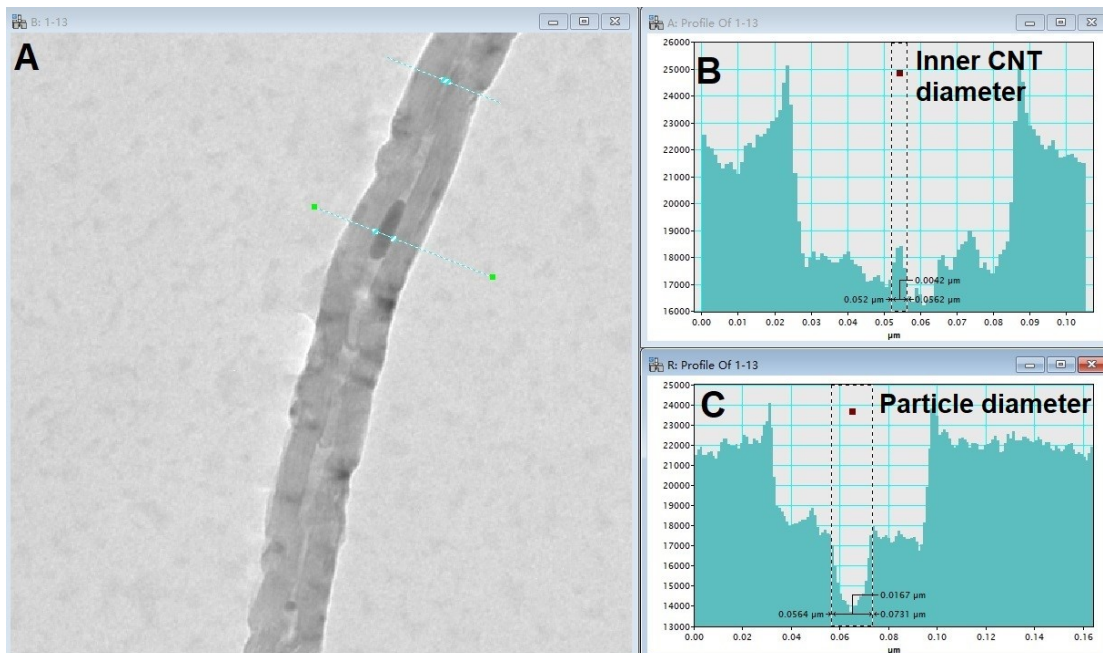 B: 1-13
A
A: Profile Of 1-13
B
Inner CNT
diameter
26000
25000
24000
23000
22000
21000
20000
19000
18000
17000
16000
0.0042
0.052 µm
0.0562 µm
0.00 0.01 0.02 0.03 0.04 0.05 0.06 0.07 0.08 0.09 0.10
µm
R: Profile Of 1-13
C
Particle diameter
25000
24000
23000
22000
21000
20000
19000
18000
17000
16000
15000
14000
13000
0.0167 µm
0.0564 µm
0.0731 µm
0.00 0.02 0.04 0.06 0.08 0.10 0.12 0.14 0.16
µm